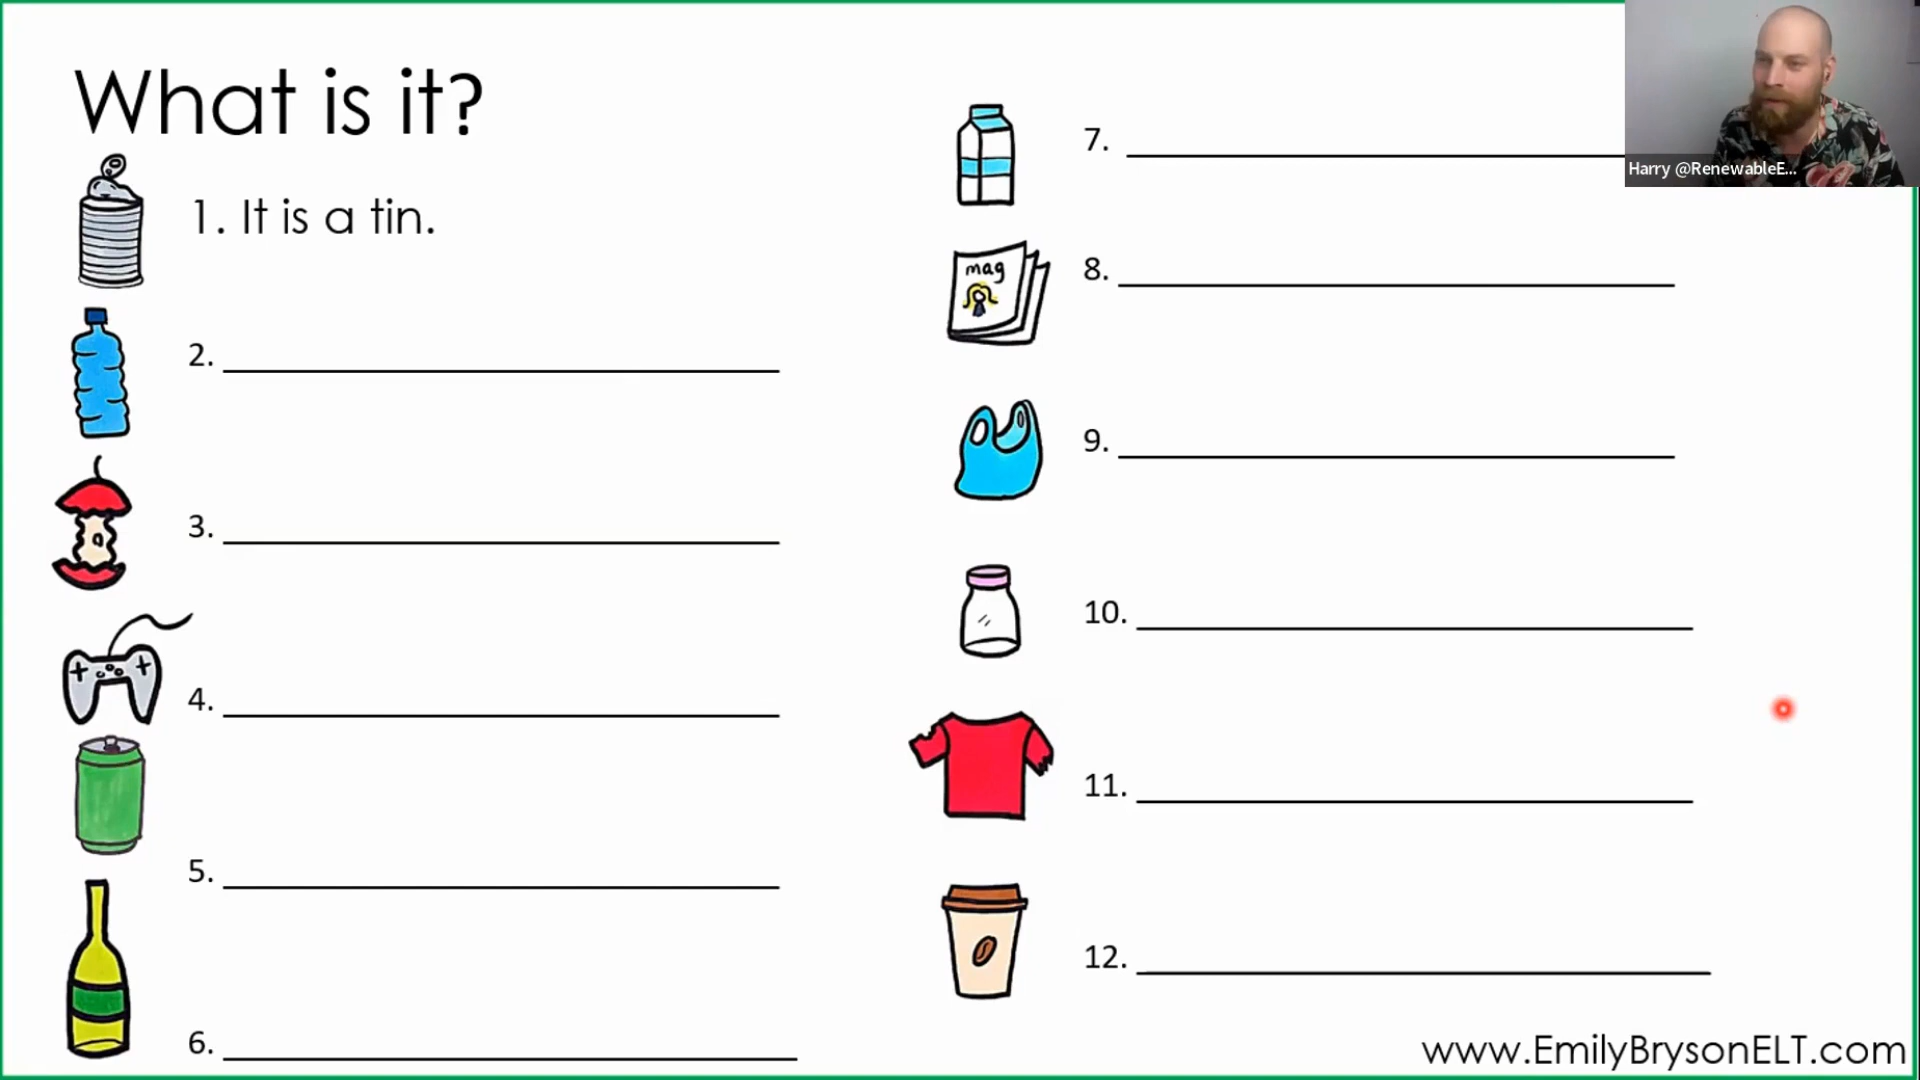 What is it?
1. It is a tin.
2.
3.
4.
5.
6.
7.
8.
mag
9.
10.
11.
12.
Harry @RenewableE...
www.EmilyBrysonELT.com